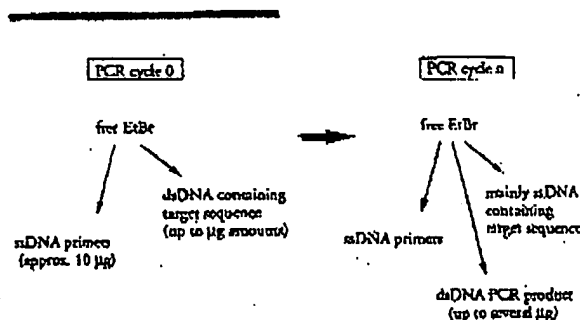 PCR cycle 0
free EtBr
dsDNA containing
target sequence
(up to µg amounts)
ssDNA primers
(approx. 10 µg)
PCR cycle n
free EtBr
mainly ssDNA
containing
target sequence
ssDNA primers
dsDNA PCR product
(up to several µg)